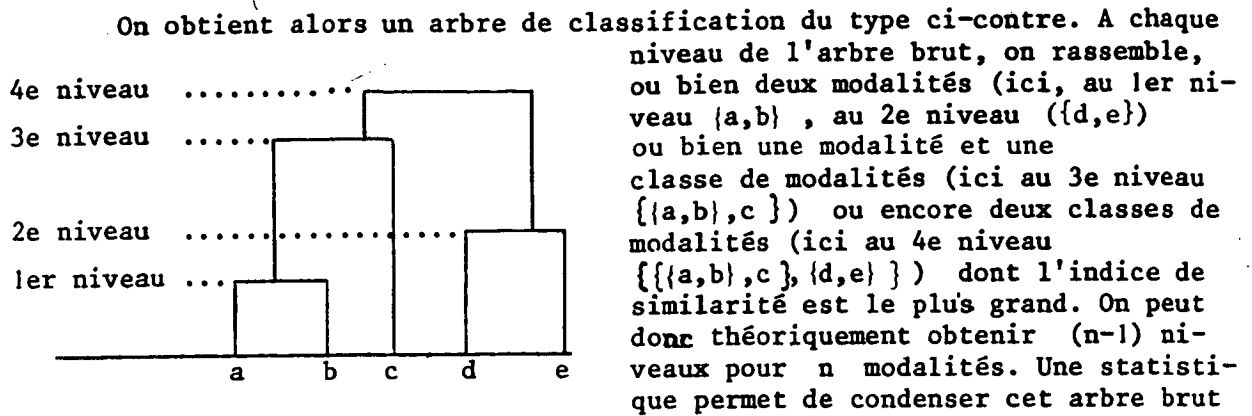 On obtient alors un arbre de classification du type ci-contre. A chaque
niveau de l'arbre brut, on rassemble,
ou bien deux modalités (ici, au 1er ni-
veau {a,b} , au 2e niveau ({d,e})
ou bien une modalité et une
classe de modalités (ici au 3e niveau
{{a,b},c }) ou encore deux classes de
modalités (ici au 4e niveau
{{{a,b},c }, {d,e} } ) dont l'indice de
similarité est le plus grand. On peut
donc théoriquement obtenir (n-1) ni-
veaux pour n modalités. Une statisti-
que permet de condenser cet arbre brut
4e niveau ..........
3e niveau ......
2e niveau ..................
1er niveau ...
a b c d e